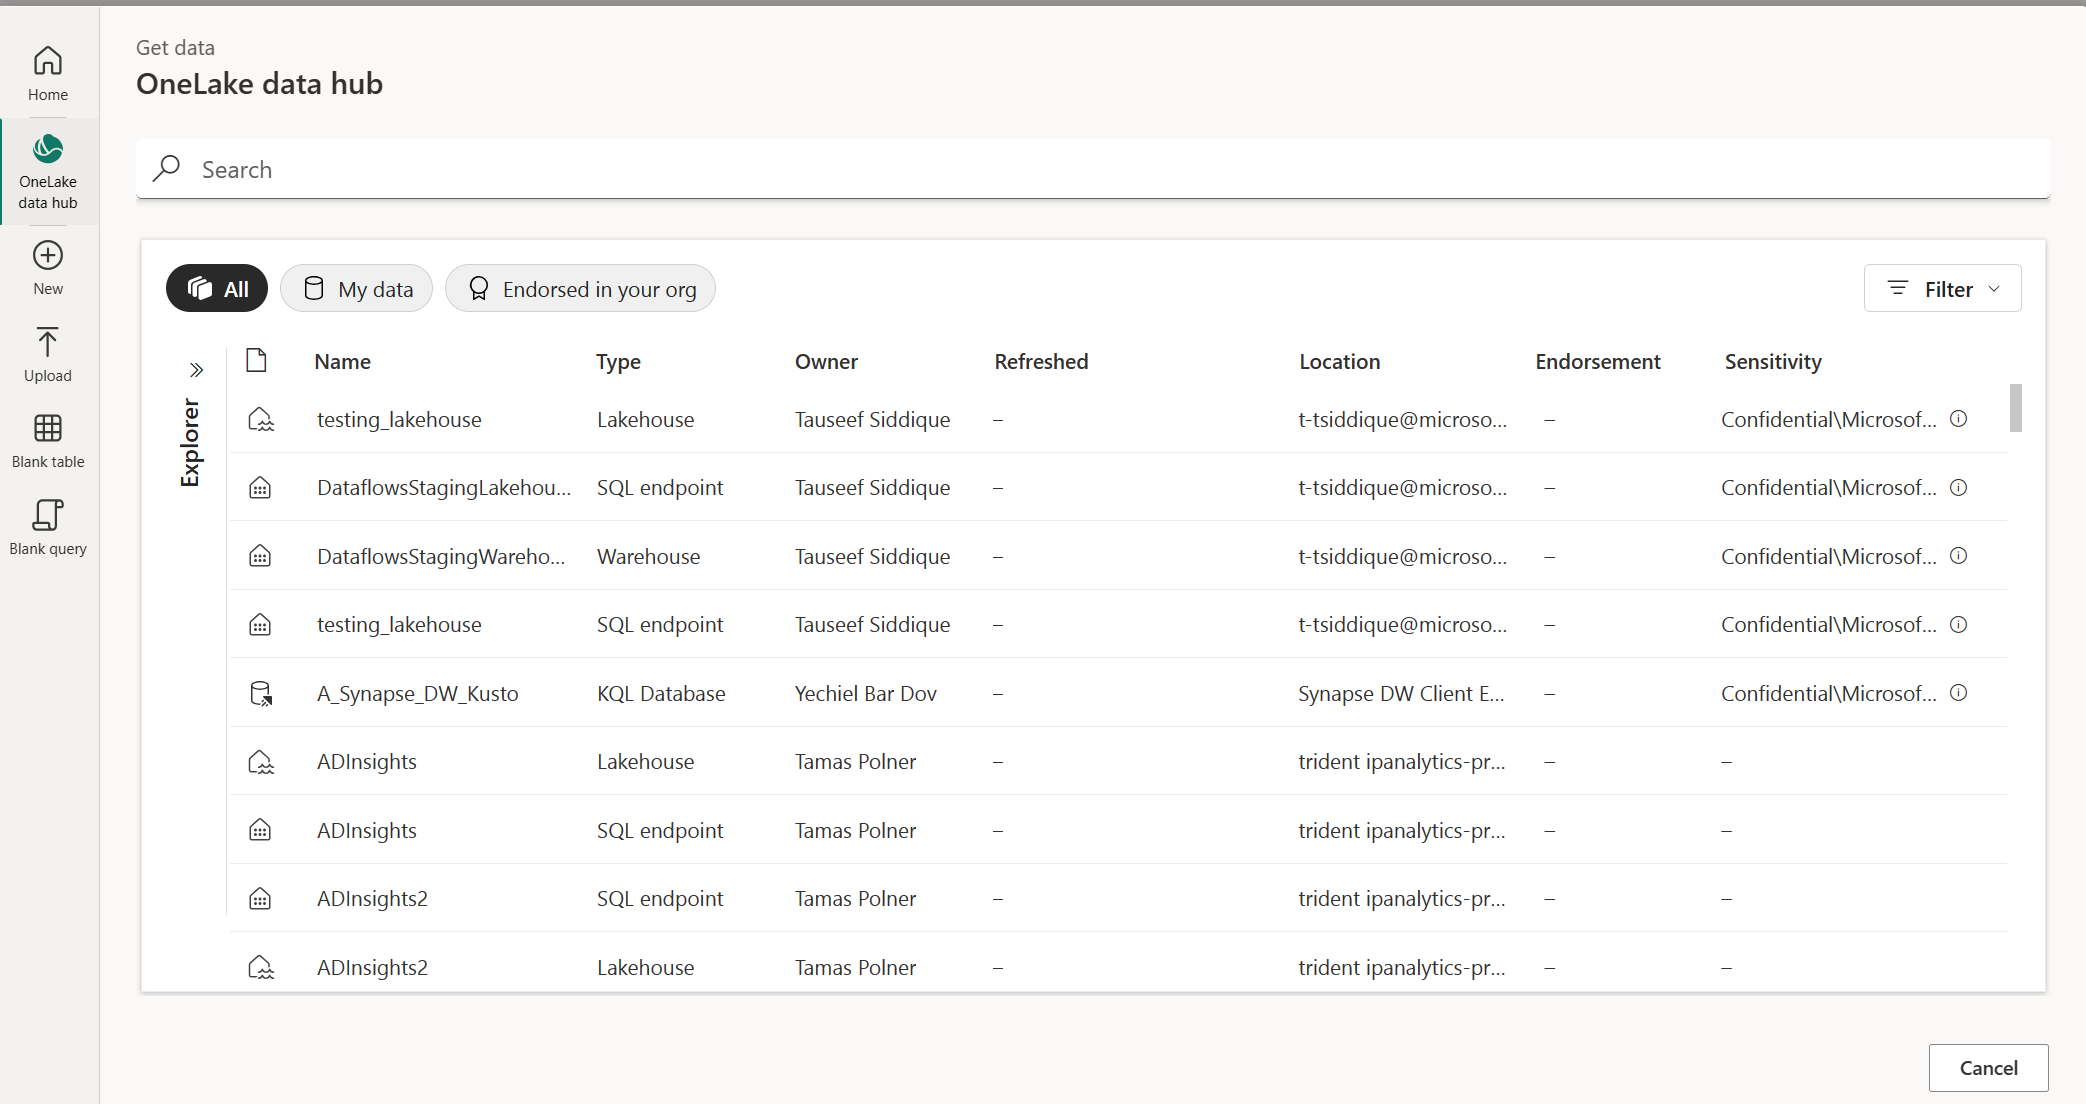 Home
OneLake
data hub
New
Upload
Blank table
Blank query
Get data
OneLake data hub
Search
All
My data
Endorsed in your org
Filter
Explorer
Name Type Owner Refreshed Location Endorsement Sensitivity
testing_lakehouse Lakehouse Tauseef Siddique – t-tsiddique@microso... – Confidential\Microsof...
DataflowsStagingLakehou... SQL endpoint Tauseef Siddique – t-tsiddique@microso... – Confidential\Microsof...
DataflowsStagingWareho... Warehouse Tauseef Siddique – t-tsiddique@microso... – Confidential\Microsof...
testing_lakehouse SQL endpoint Tauseef Siddique – t-tsiddique@microso... – Confidential\Microsof...
A_Synapse_DW_Kusto KQL Database Yechiel Bar Dov – Synapse DW Client E... – Confidential\Microsof...
ADInsights Lakehouse Tamas Polner – trident ipanalytics-pr... – –
ADInsights SQL endpoint Tamas Polner – trident ipanalytics-pr... – –
ADInsights2 SQL endpoint Tamas Polner – trident ipanalytics-pr... – –
ADInsights2 Lakehouse Tamas Polner – trident ipanalytics-pr... – –
Cancel